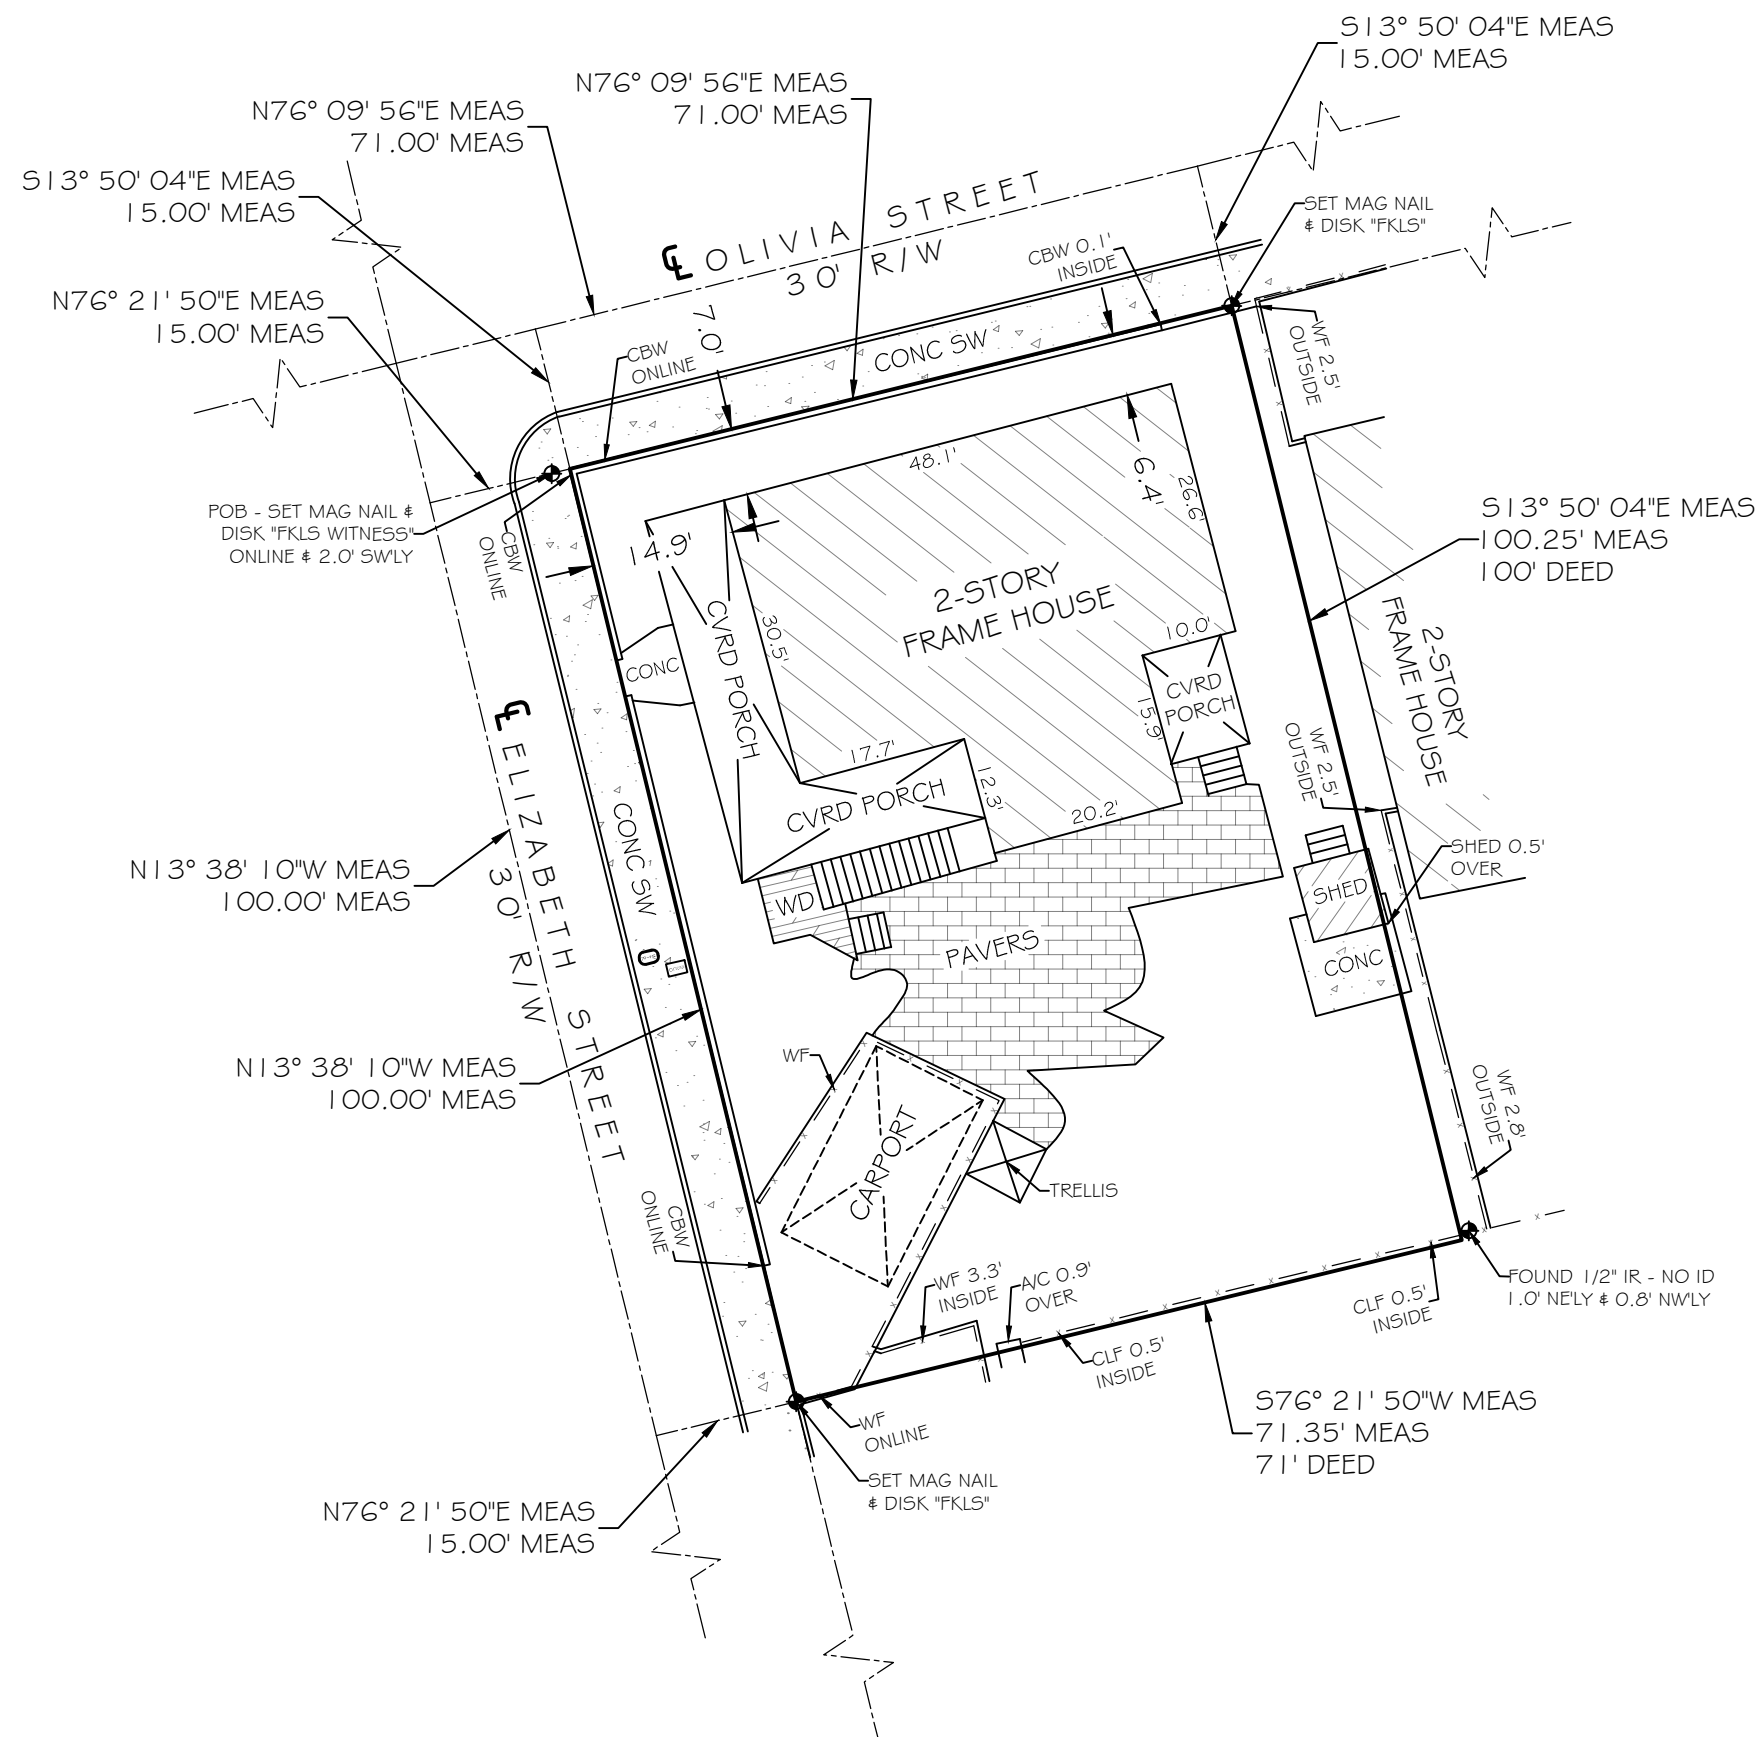 S13° 50' 04"E MEAS
15.00' MEAS
N76° 09' 56"E MEAS
71.00' MEAS
N76° 09' 56"E MEAS
71.00' MEAS
S13° 50' 04"E MEAS
15.00' MEAS
SET MAG NAIL
& DISK "FKLS"
℄ OLIVIA STREET
30' R/W
CBW 0.1'
INSIDE
N76° 21' 50"E MEAS
15.00' MEAS
7.0'
CBW
ONLINE
CONC SW
WF 2.5'
OUTSIDE
48.1'
6.4'
26.6'
POB - SET MAG NAIL &
DISK "FKLS WITNESS"
ONLINE & 2.0' SW'LY
CBW
ONLINE
14.9'
S13° 50' 04"E MEAS
100.25' MEAS
100' DEED
2-STORY
FRAME HOUSE
CVRD PORCH
30.5'
10.0'
CONC
CVRD
PORCH
15.9'
2-STORY
FRAME HOUSE
℄ ELIZABETH STREET
30' R/W
17.7'
12.3'
CVRD PORCH
20.2'
WF 2.5'
OUTSIDE
CONC SW
SHED 0.5'
OVER
N13° 38' 10"W MEAS
100.00' MEAS
WD
SHED
PAVERS
CONC
N13° 38' 10"W MEAS
100.00' MEAS
WF
CARPORT
WF 2.8'
OUTSIDE
TRELLIS
CBW
ONLINE
WF 3.3'
INSIDE
A/C 0.9'
OVER
CLF 0.5'
INSIDE
FOUND 1/2" IR - NO ID
1.0' NE'LY & 0.8' NW'LY
CLF 0.5'
INSIDE
S76° 21' 50"W MEAS
71.35' MEAS
71' DEED
WF
ONLINE
SET MAG NAIL
& DISK "FKLS"
N76° 21' 50"E MEAS
15.00' MEAS